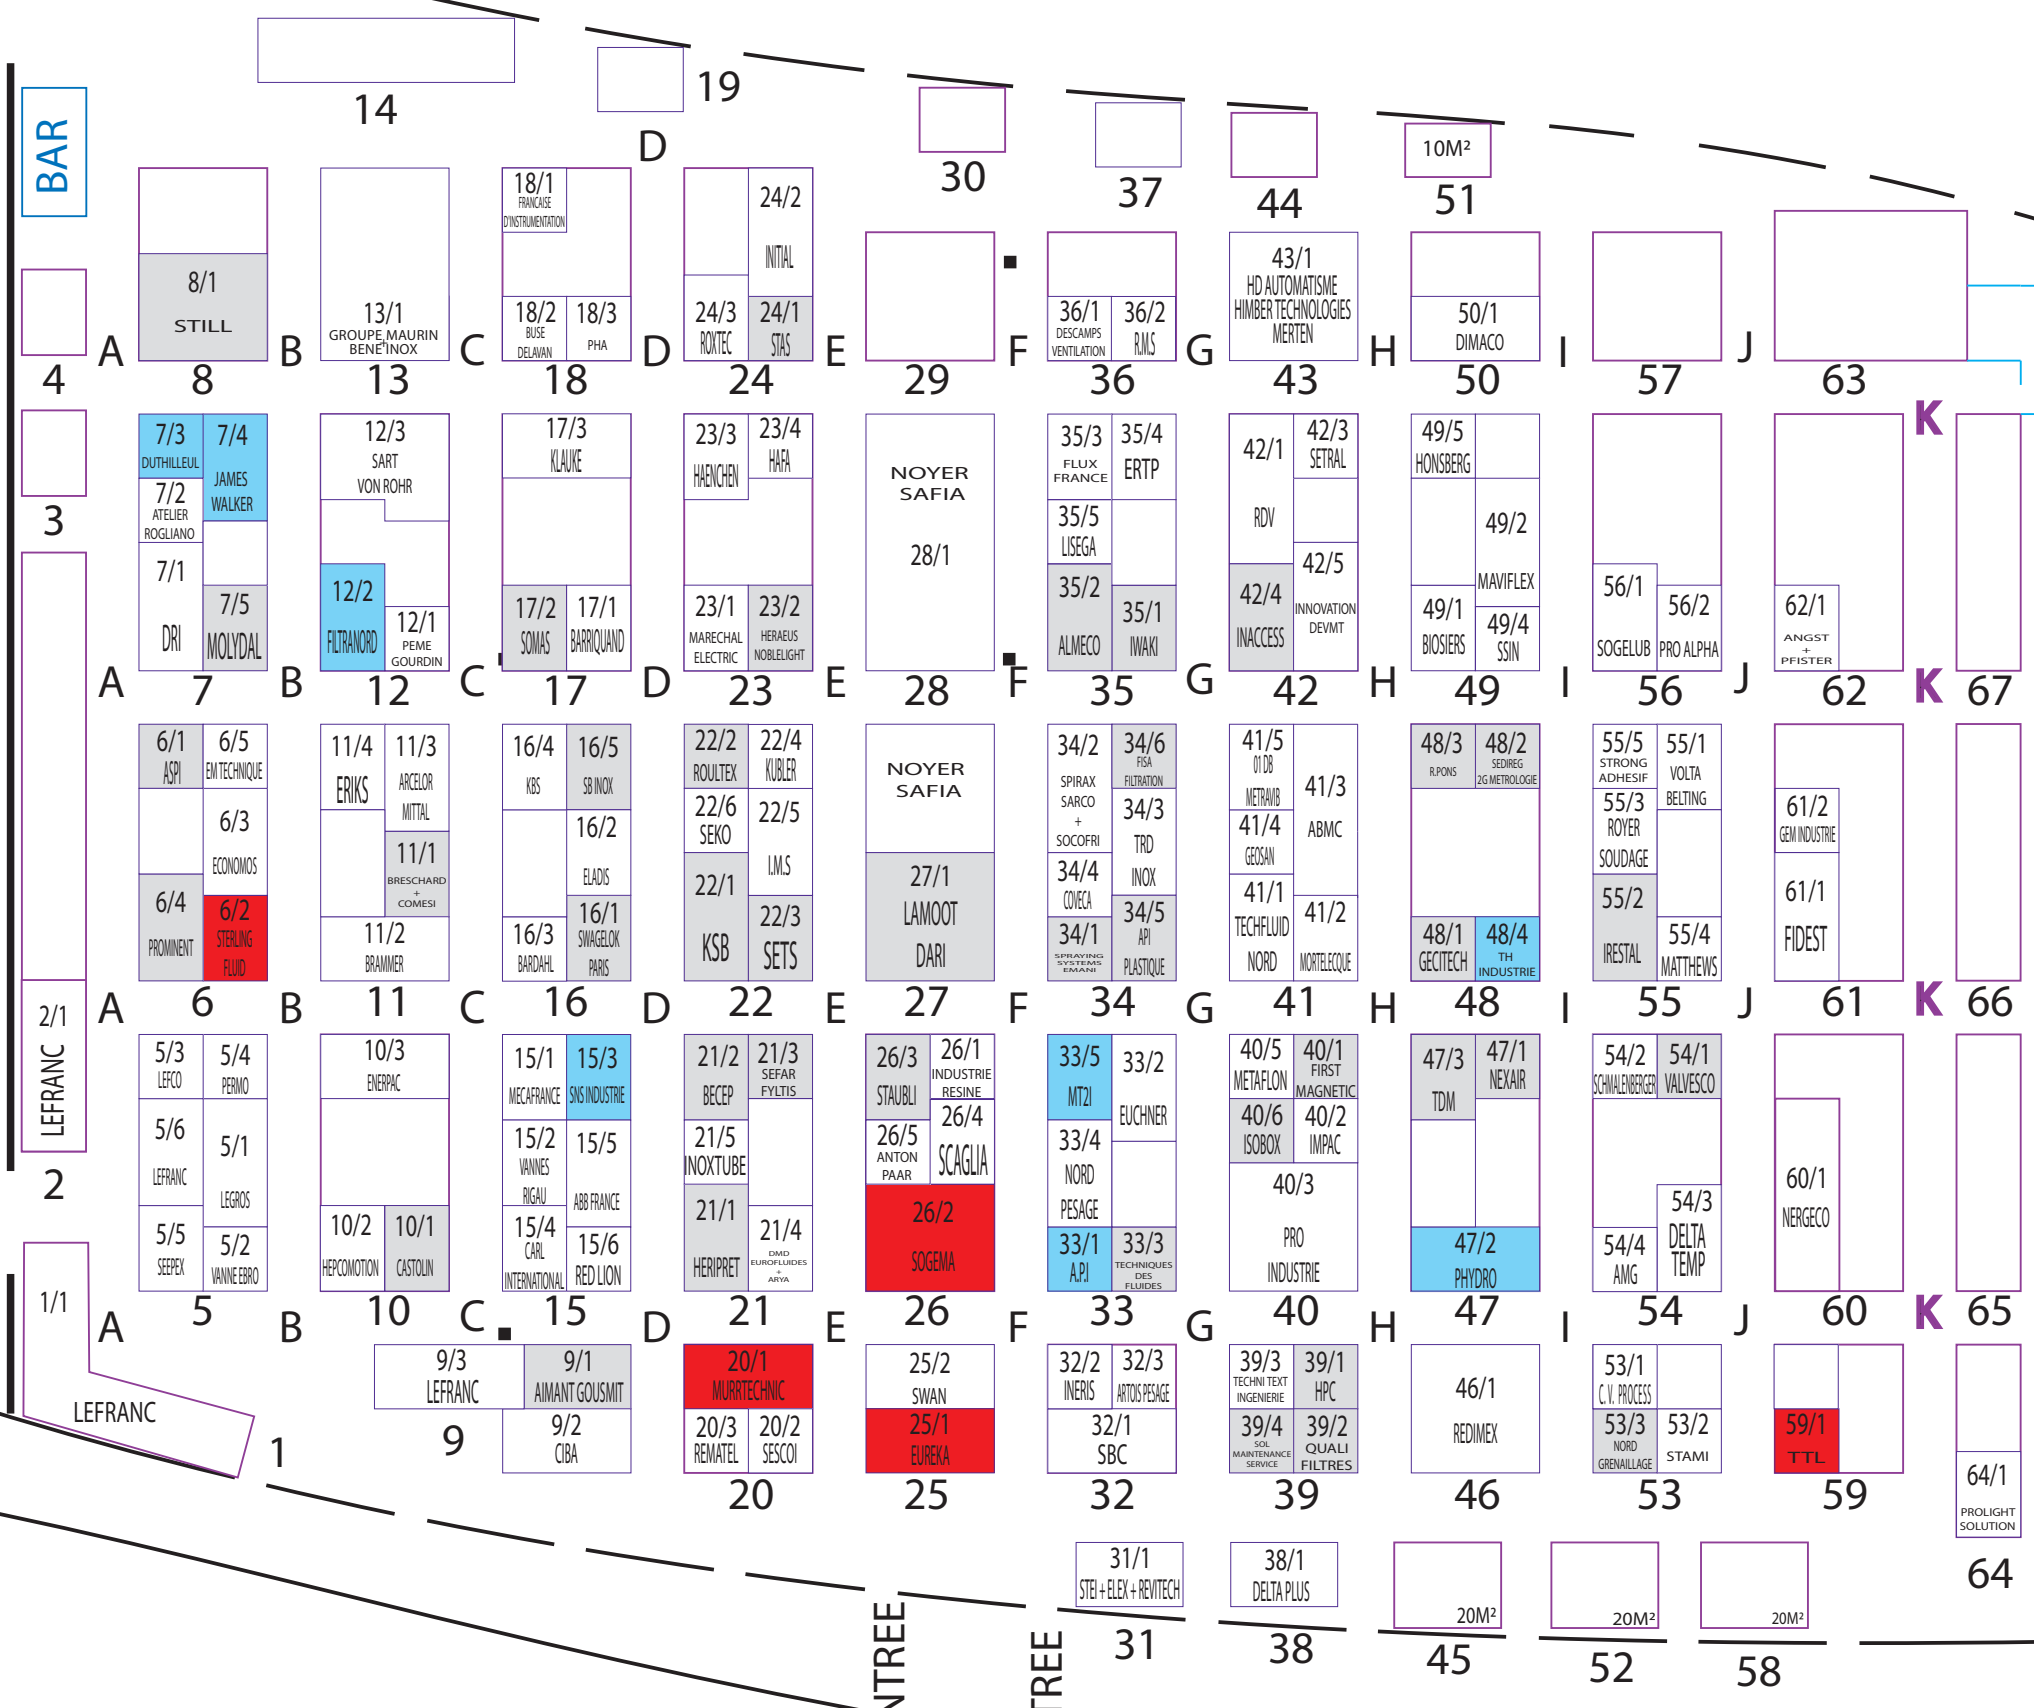 14
19
D
BAR
30
37
44
10M²
51
8/1
STILL
8
13/1
GROUPE MAURIN
+
BENE INOX
13
18/1
FRANCAISE
D'INSTRUMENTATION
18/2
BUSE
DELAVAN
18/3
PHA
18
24/2
INITIAL
24/3
ROXTEC
24/1
STAS
24
29
36/1
DESCAMPS
VENTILATION
36/2
R.M.S
36
43/1
HD AUTOMATISME
HIMBER TECHNOLOGIES
MERTEN
43
50/1
DIMACO
50
57
63
4
A
B
C
D
E
F
G
H
I
J
K
3
7/3
DUTHILLEUL
7/4
JAMES
WALKER
7/2
ATELIER
ROGLIANO
7/1
DRI
7/5
MOLYDAL
7
12/3
SART
VON ROHR
12/2
FILTRANORD
12/1
PEME
GOURDIN
12
17/3
KLAUKE
17/2
SOMAS
17/1
BARRIQUAND
17
23/3
HAENCHEN
23/4
HAFA
23/1
MARECHAL
ELECTRIC
23/2
HERAEUS
NOBLELIGHT
23
NOYER
SAFIA
28/1
28
35/3
FLUX
FRANCE
35/4
ERTP
35/5
LISEGA
35/2
ALMECO
35/1
IWAKI
35
42/1
RDV
42/3
SETRAL
42/4
INACCESS
42/5
INNOVATION
DEVMT
42
49/5
HONSBERG
49/2
MAVIFLEX
49/1
BIOSIERS
49/4
SSIN
49
56/1
SOGELUB
56/2
PRO ALPHA
56
62/1
ANGST
+
PFISTER
62
67
A
B
C
D
E
F
G
H
I
J
K
6/1
ASPI
6/5
EM TECHNIQUE
6/3
ECONOMOS
6/4
PROMINENT
6/2
STERLING
FLUID
6
11/4
ERIKS
11/3
ARCELOR
MITTAL
11/1
BRESCHARD
+
COMESI
11/2
BRAMMER
11
16/4
KBS
16/5
SB INOX
16/2
ELADIS
16/3
BARDAHL
16/1
SWAGELOK
PARIS
16
22/2
ROULTEX
22/4
KUBLER
22/6
SEKO
22/5
I.M.S
22/1
KSB
22/3
SETS
22
NOYER
SAFIA
27/1
LAMOOT
DARI
27
34/2
SPIRAX
SARCO
+
SOCOFRI
34/6
FISA
FILTRATION
34/3
TRD
INOX
34/4
COVECA
34/1
SPRAYING
SYSTEMS
EMANI
34/5
API
PLASTIQUE
34
41/5
01 DB
METRAVIB
41/3
ABMC
41/4
GEOSAN
41/1
TECHFLUID
NORD
41/2
MORTELECQUE
41
48/3
R.PONS
48/2
SEDIREG
2G METROLOGIE
48/1
GECITECH
48/4
TH
INDUSTRIE
48
55/5
STRONG
ADHESIF
55/1
VOLTA
BELTING
55/3
ROYER
SOUDAGE
55/2
IRESTAL
55/4
MATTHEWS
55
61/2
GEM INDUSTRIE
61/1
FIDEST
61
66
A
B
C
D
E
F
G
H
I
J
K
2/1
LEFRANC
2
5/3
LEFCO
5/4
PERMO
5/6
LEFRANC
5/1
LEGROS
5/5
SEEPEX
5/2
VANNE EBRO
5
10/3
ENERPAC
10/2
HEPCOMOTION
10/1
CASTOLIN
10
15/1
MECAFRANCE
15/3
SNS INDUSTRIE
15/2
VANNES
RIGAU
15/5
ABB FRANCE
15/4
CARL
INTERNATIONAL
15/6
RED LION
15
21/2
BECEP
21/3
SEFAR
FYLTIS
21/5
INOXTUBE
21/1
HERIPRET
21/4
DMD
EUROFLUIDES
+
ARYA
21
26/3
STAUBLI
26/1
INDUSTRIE
RESINE
26/5
ANTON
PAAR
26/4
SCAGLIA
26/2
SOGEMA
26
33/5
MT2I
33/2
EUCHNER
33/4
NORD
PESAGE
33/1
A.P.I
33/3
TECHNIQUES
DES
FLUIDES
33
40/5
METAFLON
40/1
FIRST
MAGNETIC
40/6
ISOBOX
40/2
IMPAC
40/3
PRO
INDUSTRIE
40
47/3
TDM
47/1
NEXAIR
47/2
PHYDRO
47
54/2
SCHMALENBERGER
54/1
VALVESCO
54/3
DELTA
TEMP
54/4
AMG
54
60/1
NERGECO
60
65
A
B
C
D
E
F
G
H
I
J
K
1/1
LEFRANC
1
9/3
LEFRANC
9/1
AIMANT GOUSMIT
9/2
CIBA
9
20/1
MURRTECHNIC
20/3
REMATEL
20/2
SESCOI
20
25/2
SWAN
25/1
EUREKA
25
32/2
INERIS
32/3
ARTOIS PESAGE
32/1
SBC
32
39/3
TECHNI TEXT
INGENIERIE
39/1
HPC
39/4
SOL
MAINTENANCE
SERVICE
39/2
QUALI
FILTRES
39
46/1
REDIMEX
46
53/1
C.V. PROCESS
53/3
NORD
GRENAILLAGE
53/2
STAMI
53
59/1
TTL
59
64/1
PROLIGHT
SOLUTION
64
31/1
STEI + ELEX + REVITECH
31
38/1
DELTA PLUS
38
20M²
45
20M²
52
20M²
58
NTREE
TREE